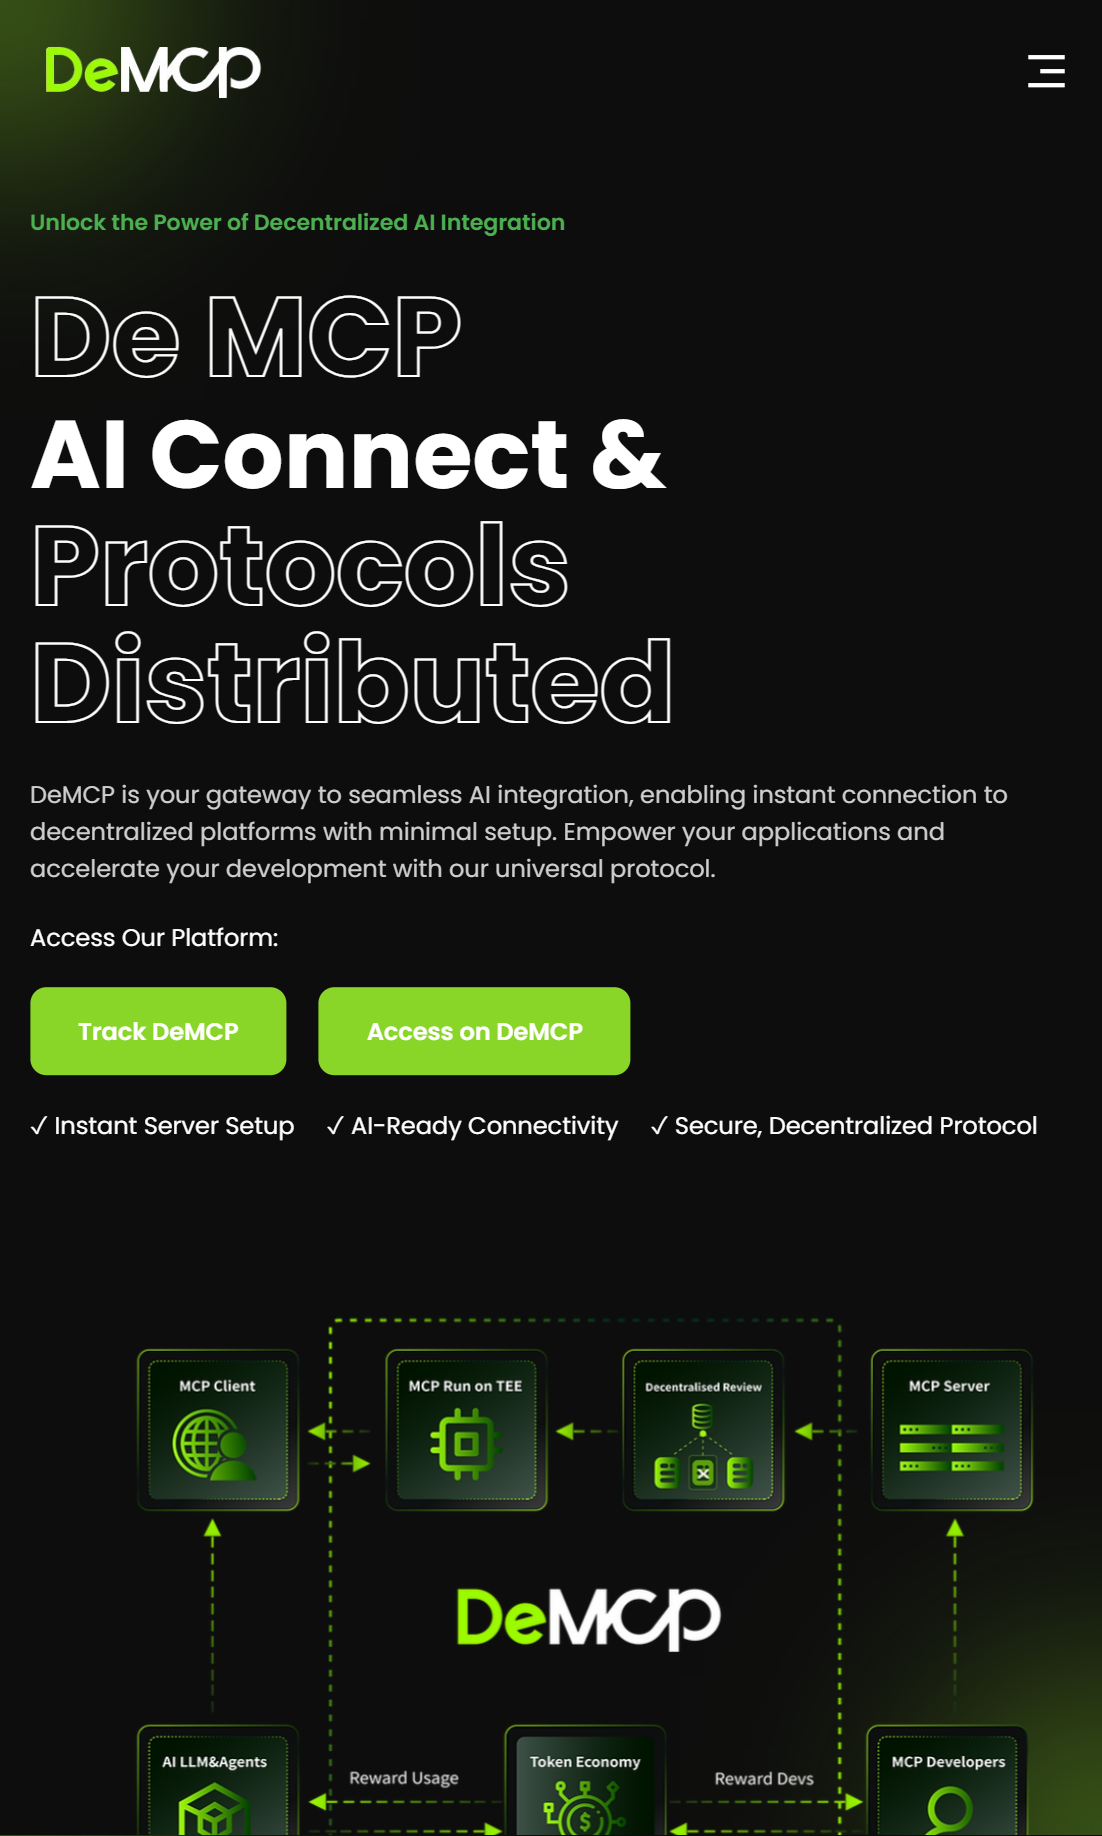 DeMCP
Unlock the Power of Decentralized AI Integration
De MCP
AI Connect &
Protocols
Distributed
DeMCP is your gateway to seamless AI integration, enabling instant connection to
decentralized platforms with minimal setup. Empower your applications and
accelerate your development with our universal protocol.
Access Our Platform:
Track DeMCP
Access on DeMCP
✓ Instant Server Setup
✓ AI-Ready Connectivity
✓ Secure, Decentralized Protocol
MCP Client
MCP Run on TEE
Decentralised Review
MCP Server
DeMCP
AI LLM&Agents
Reward Usage
Token Economy
Reward Devs
MCP Developers